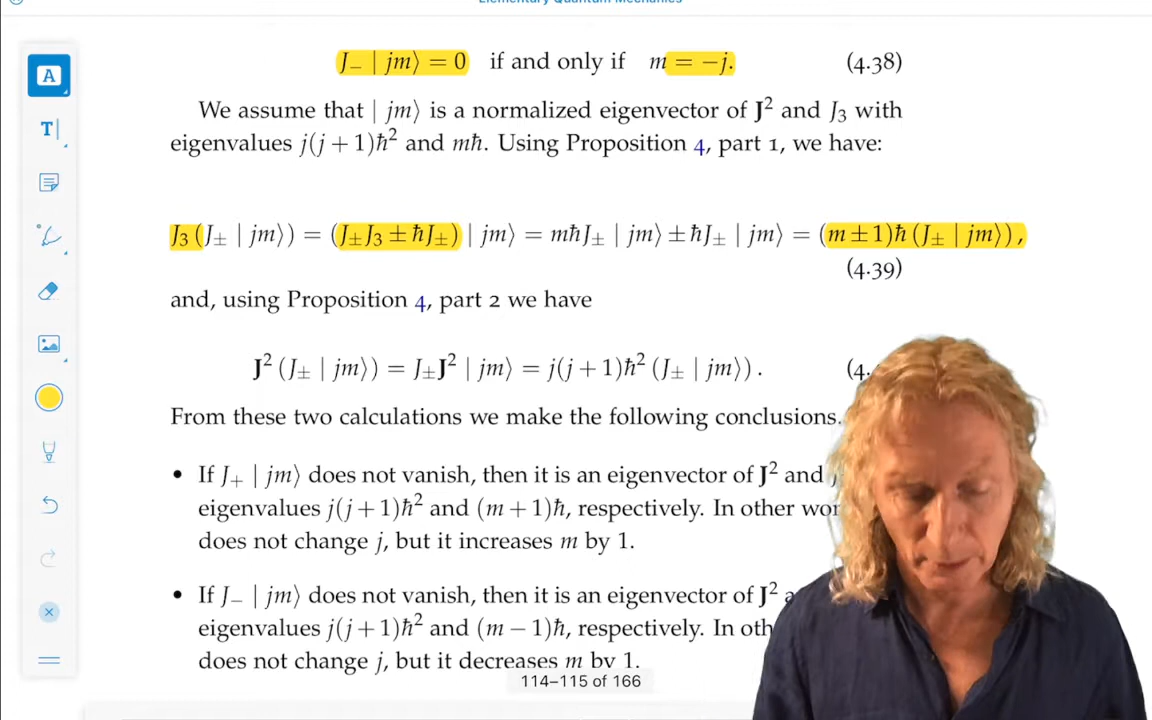 Elementary Quantum Mechanics
J₋ | jm⟩ = 0 if and only if m = −j. (4.38)
We assume that | jm⟩ is a normalized eigenvector of J² and J₃ with
eigenvalues j(j + 1)ħ² and mħ. Using Proposition 4, part 1, we have:
J₃ (J± | jm⟩) = (J±J₃ ± ħJ±) | jm⟩ = mħJ± | jm⟩ ± ħJ± | jm⟩ = (m ± 1)ħ (J± | jm⟩),
(4.39)
and, using Proposition 4, part 2 we have
J² (J± | jm⟩) = J±J² | jm⟩ = j(j + 1)ħ² (J± | jm⟩). (4.
From these two calculations we make the following conclusions.
• If J₊ | jm⟩ does not vanish, then it is an eigenvector of J² and
eigenvalues j(j + 1)ħ² and (m + 1)ħ, respectively. In other wor
does not change j, but it increases m by 1.
• If J₋ | jm⟩ does not vanish, then it is an eigenvector of J² a
eigenvalues j(j + 1)ħ² and (m − 1)ħ, respectively. In oth
does not change j, but it decreases m by 1.
114–115 of 166
A
T